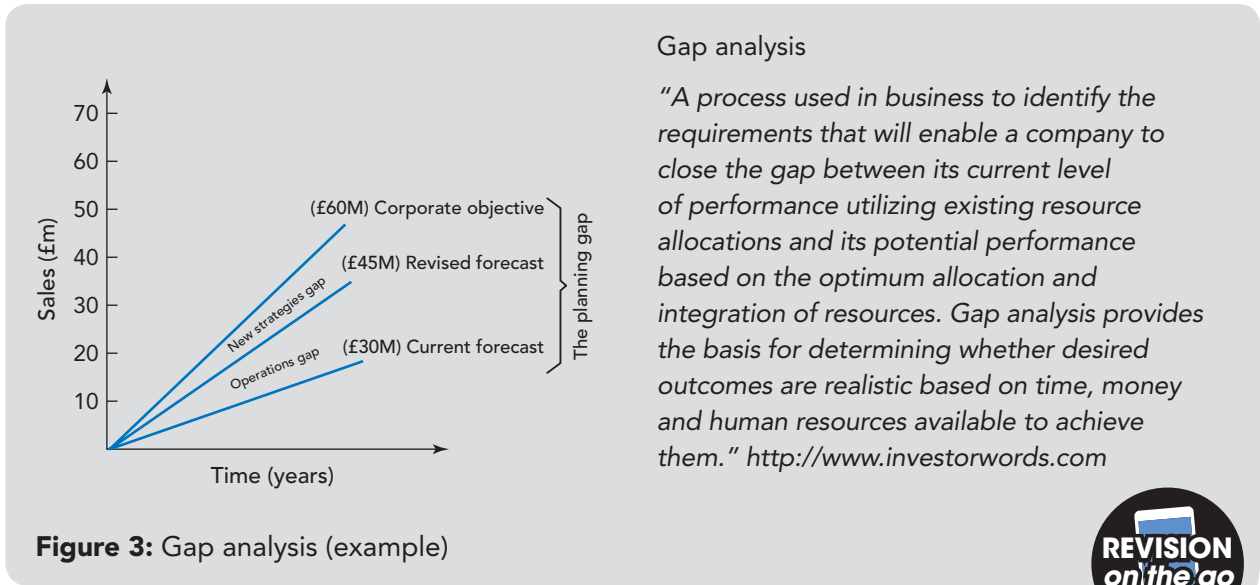 70
60
50
40
30
20
10
Sales (£m)
Time (years)
(£60M) Corporate objective
(£45M) Revised forecast
(£30M) Current forecast
New strategies gap
Operations gap
The planning gap
Figure 3: Gap analysis (example)
Gap analysis
“A process used in business to identify the
requirements that will enable a company to
close the gap between its current level
of performance utilizing existing resource
allocations and its potential performance
based on the optimum allocation and
integration of resources. Gap analysis provides
the basis for determining whether desired
outcomes are realistic based on time, money
and human resources available to achieve
them.” http://www.investorwords.com
REVISION
on the go